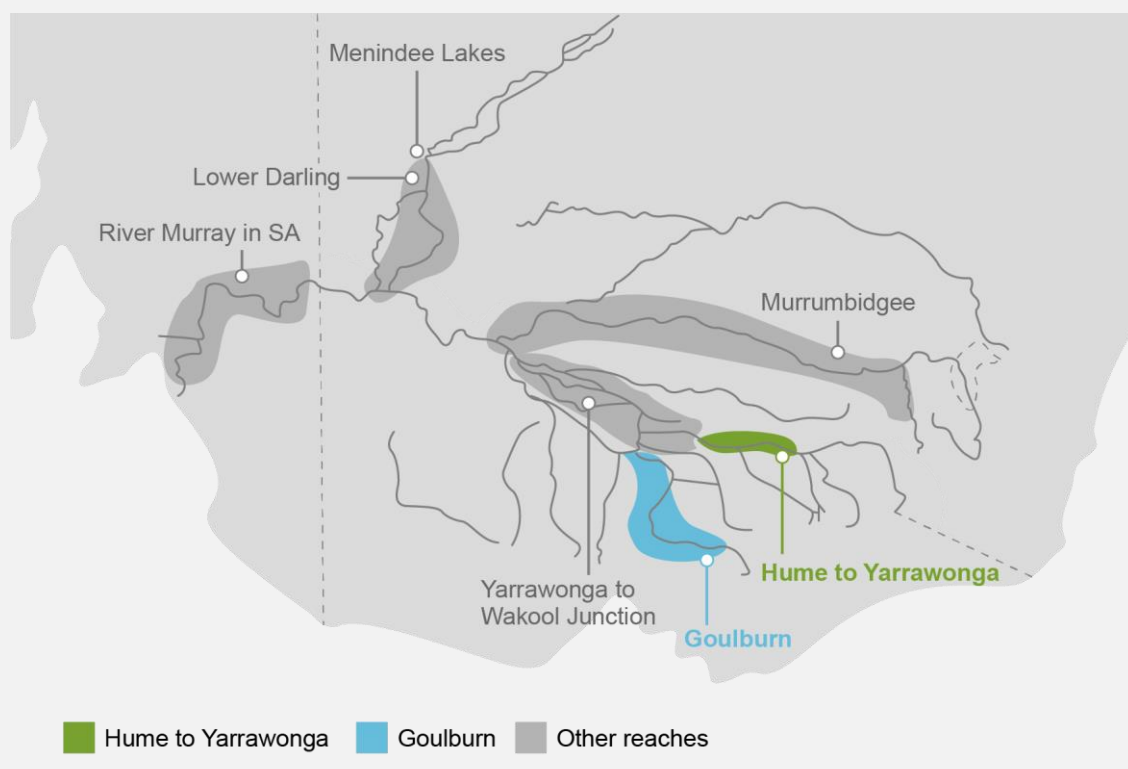 Menindee Lakes
Lower Darling
River Murray in SA
Murrumbidgee
Hume to Yarrawonga
Yarrawonga to
Wakool Junction
Goulburn
Hume to Yarrawonga
Goulburn
Other reaches